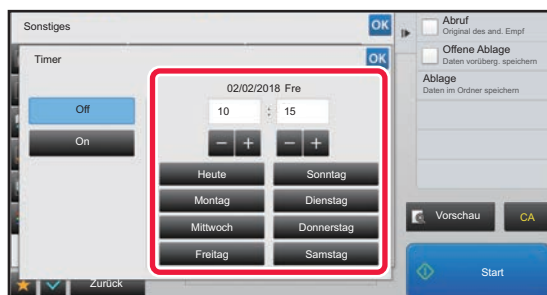 Sonstiges
OK
Timer
OK
02/02/2018 Fre
10 : 15
Off
On
Heute
Sonntag
Montag
Dienstag
Mittwoch
Donnerstag
Freitag
Samstag
Zurück
Abruf
Original des and. Empf
Offene Ablage
Daten vorüberg. speichern
Ablage
Daten im Ordner speichern
Vorschau
CA
Start